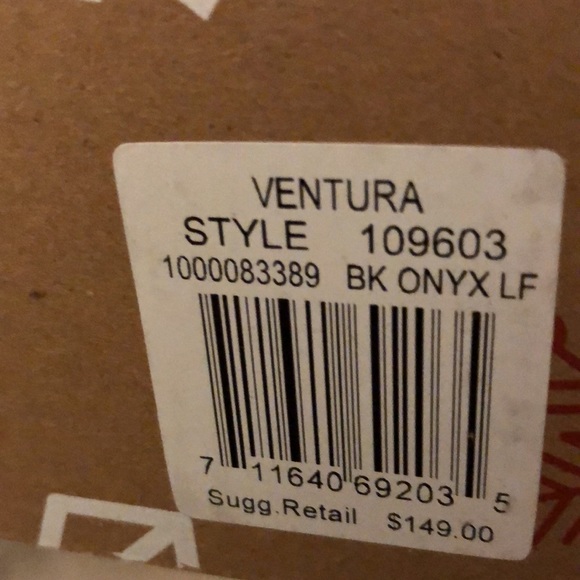 VENTURA
STYLE 109603
1000083389 BK ONYX LF
7 11640 69203 5
Sugg.Retail $149.00